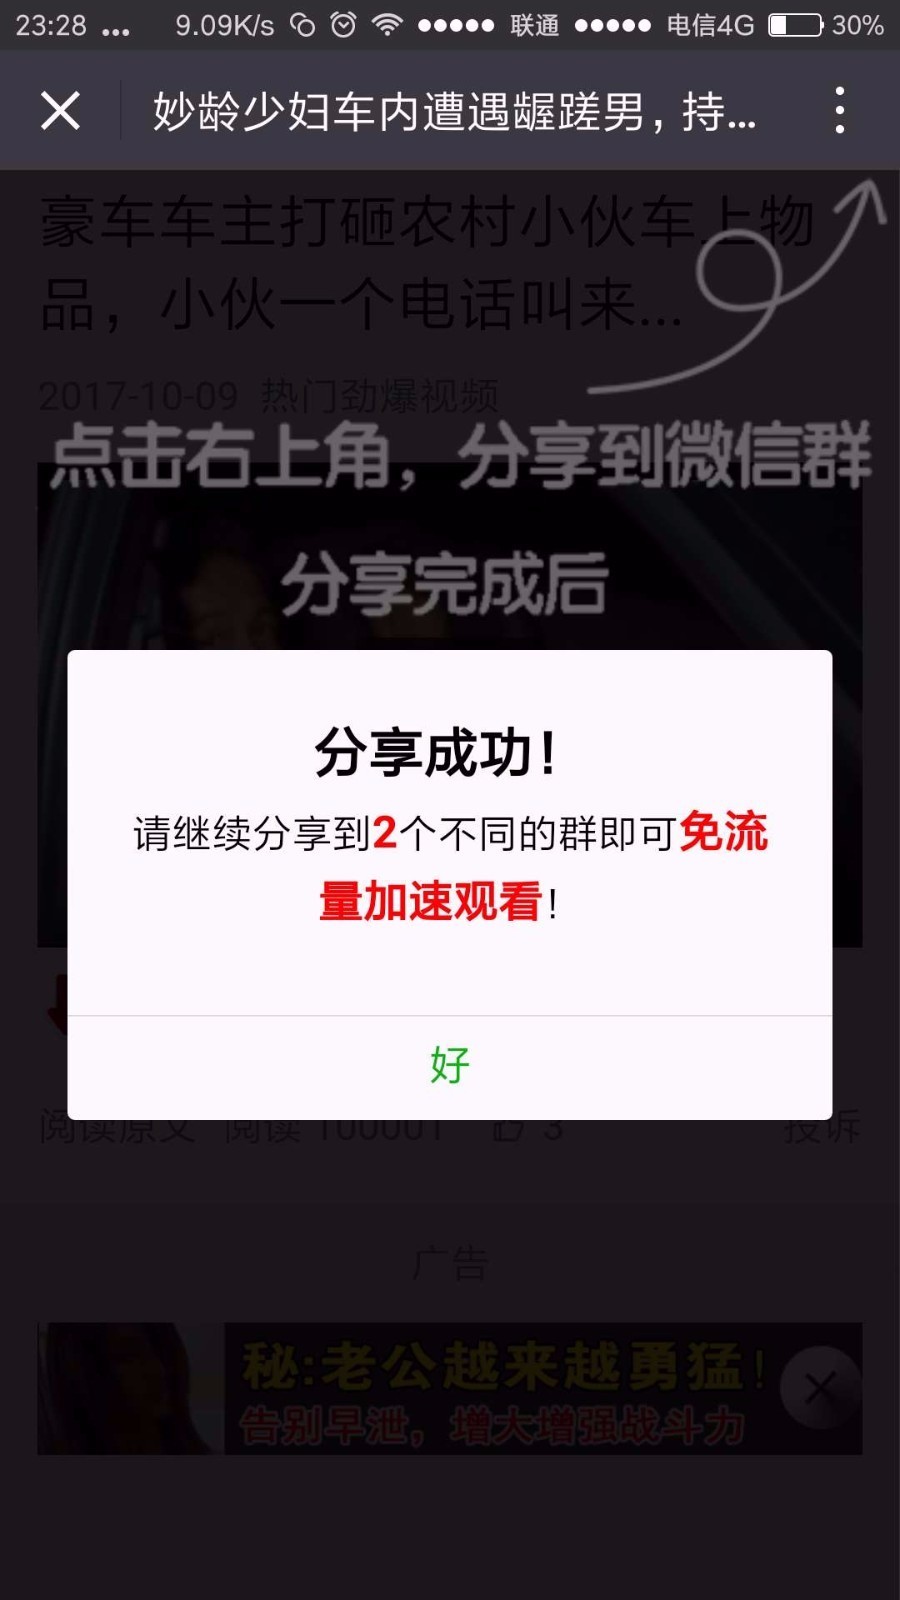 23:28 ... 9.09K/s 联通 电信4G 30%
妙龄少妇车内遭遇龌蹉男，持...
豪车车主打砸农村小伙车上物
品，小伙一个电话叫来...
2017-10-09 热门劲爆视频
点击右上角，分享到微信群
分享完成后
分享成功！
请继续分享到2个不同的群即可免流
量加速观看！
好
阅读原文 阅读 100001 3 投诉
广告
秘:老公越来越勇猛！
告别早泄，增大增强战斗力